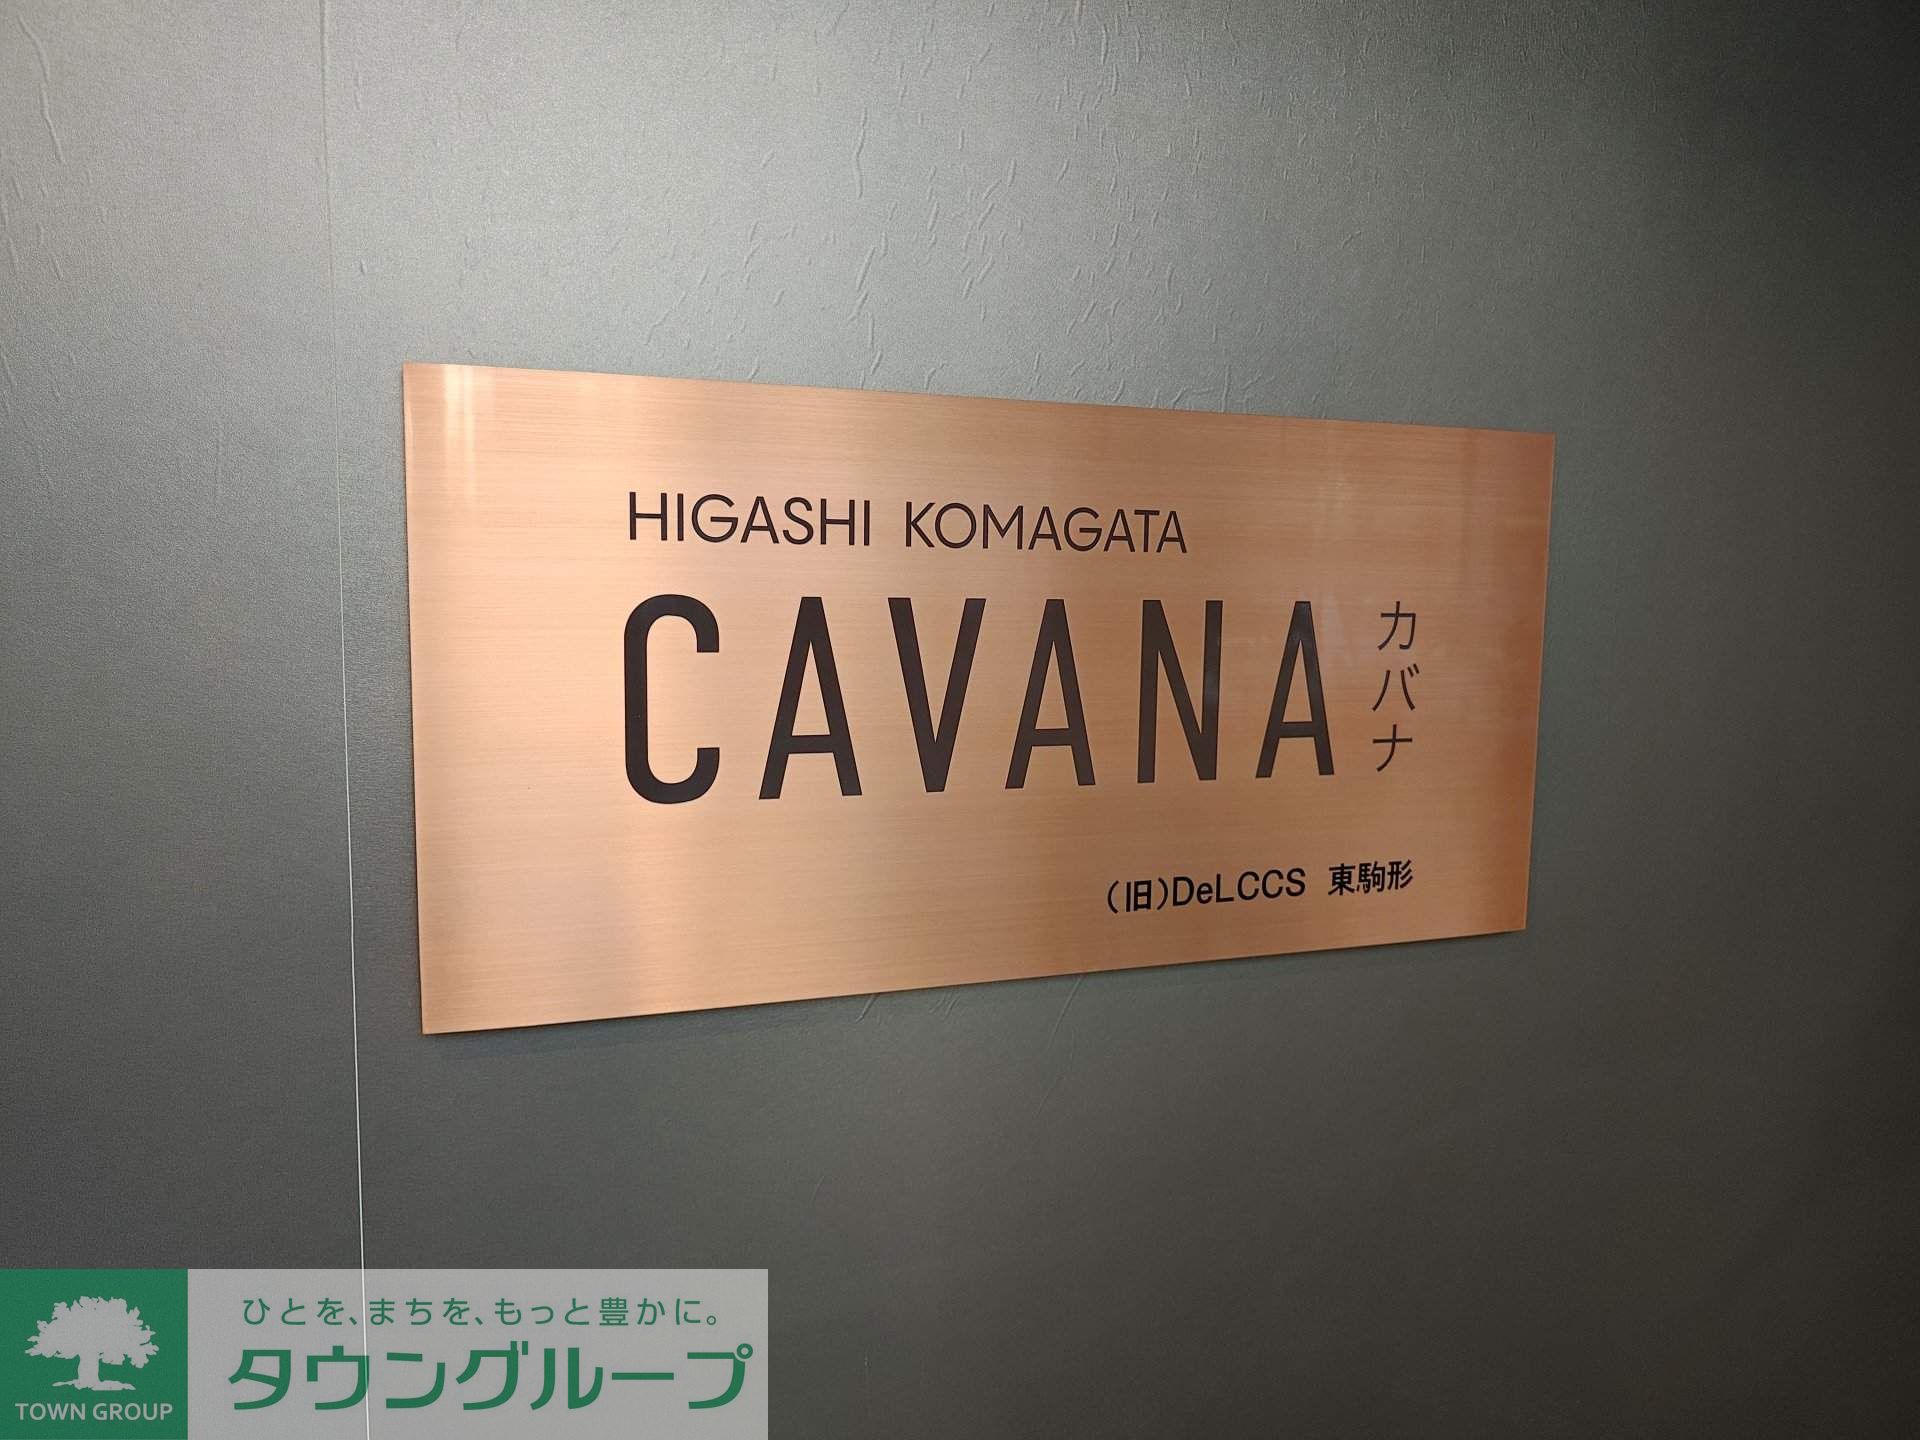 HIGASHI KOMAGATA
CAVANA
カバナ
（旧）DeLCCS 東駒形
ひとを、まちを、もっと豊かに。
タウングループ
TOWN GROUP